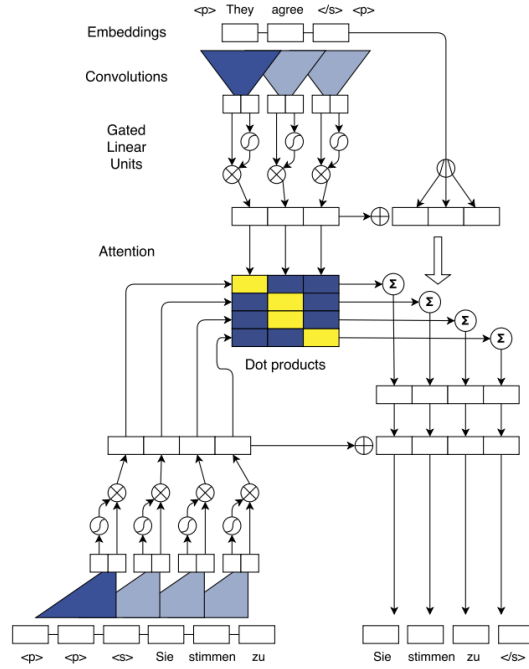 <p> They agree </s> <p>
Embeddings
Convolutions
Gated
Linear
Units
Attention
Σ
Σ
Σ
Σ
Dot products
Sie stimmen zu </s>
<p> <p> <s> Sie stimmen zu